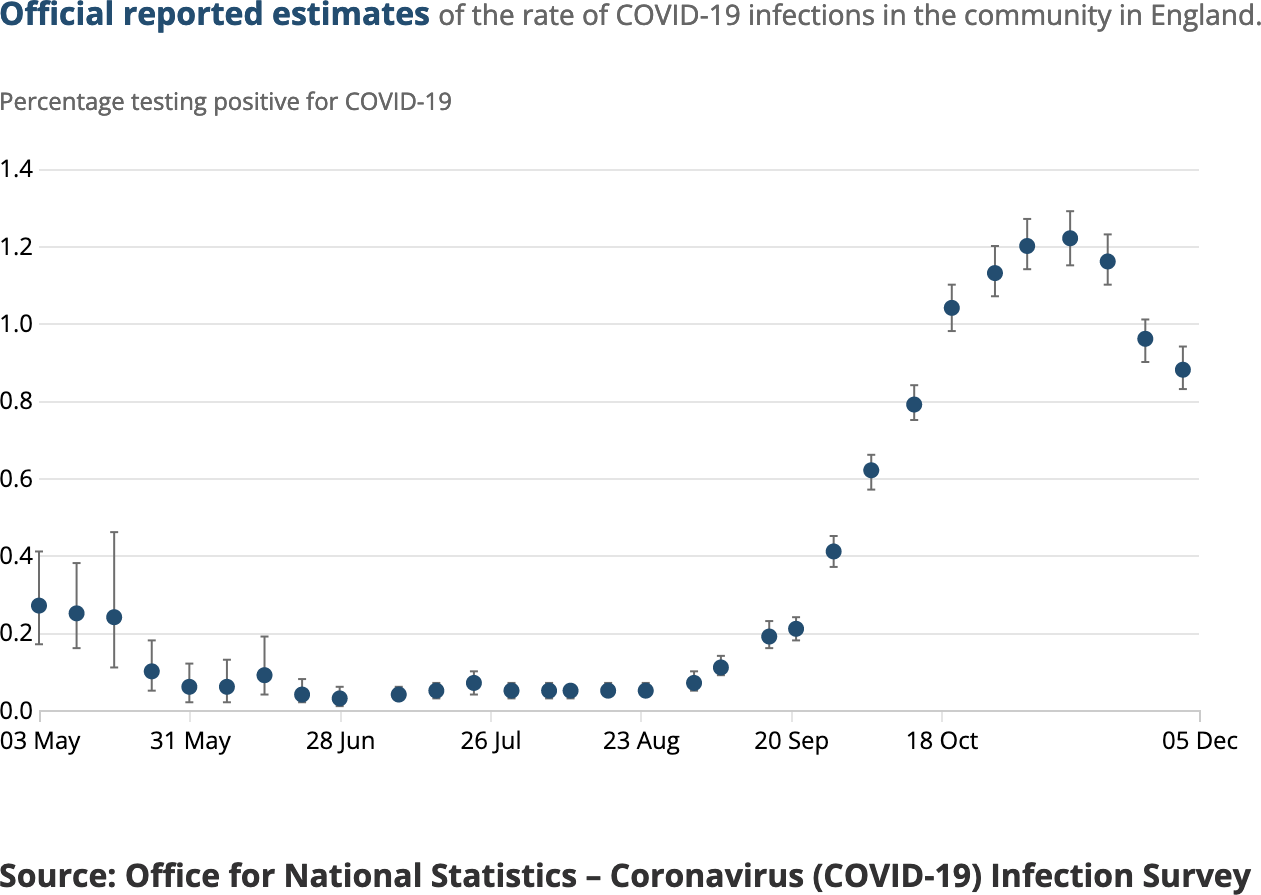 Official reported estimates of the rate of COVID-19 infections in the community in England.
Percentage testing positive for COVID-19
1.4
1.2
1.0
0.8
0.6
0.4
0.2
0.0
03 May 31 May 28 Jun 26 Jul 23 Aug 20 Sep 18 Oct 05 Dec
Source: Office for National Statistics – Coronavirus (COVID-19) Infection Survey